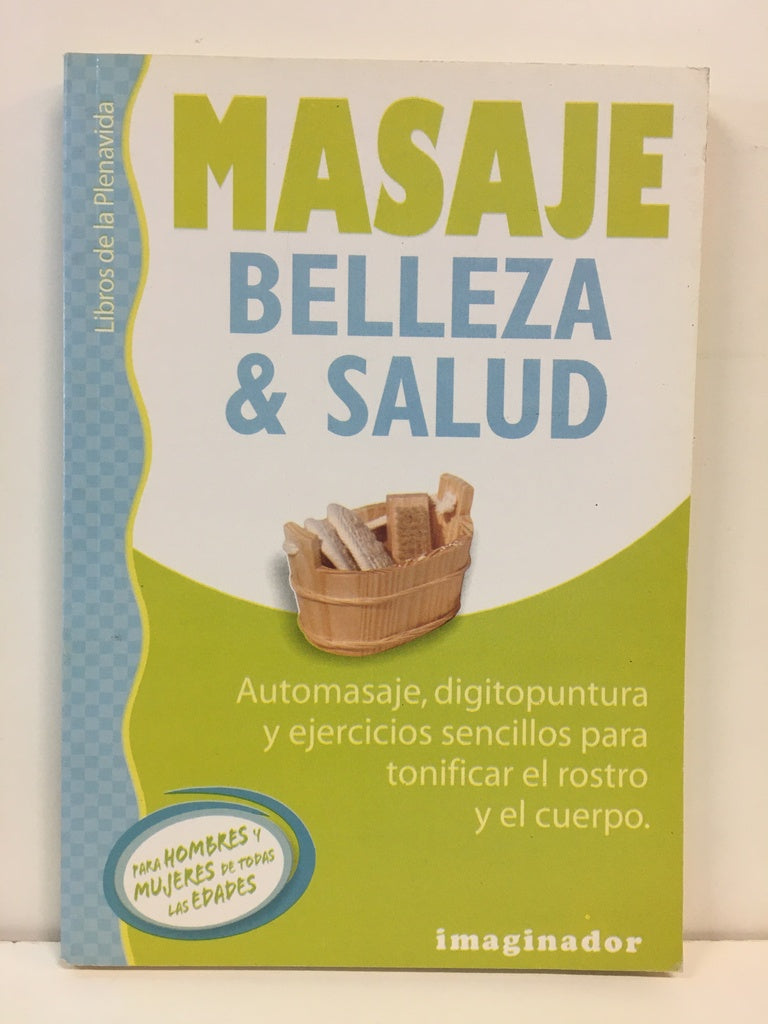 Libros de la Plenavida
MASAJE
BELLEZA
& SALUD
Automasaje, digitopuntura
y ejercicios sencillos para
tonificar el rostro
y el cuerpo.
PARA HOMBRES Y
MUJERES DE TODAS
LAS EDADES
imaginador